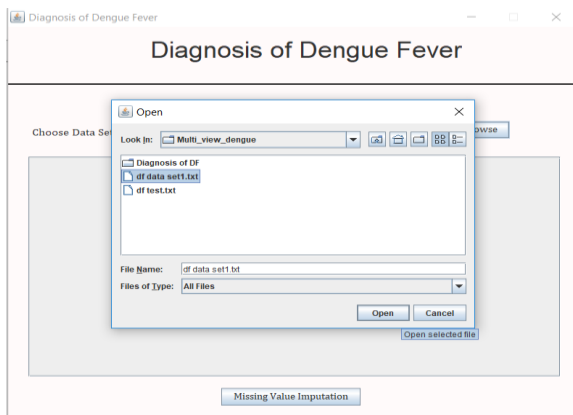 Diagnosis of Dengue Fever
Diagnosis of Dengue Fever
Open
Choose Data Set
owse
Look In: Multi_view_dengue
Diagnosis of DF
df data set1.txt
df test.txt
File Name: df data set1.txt
Files of Type: All Files
Open Cancel
Open selected file
Missing Value Imputation